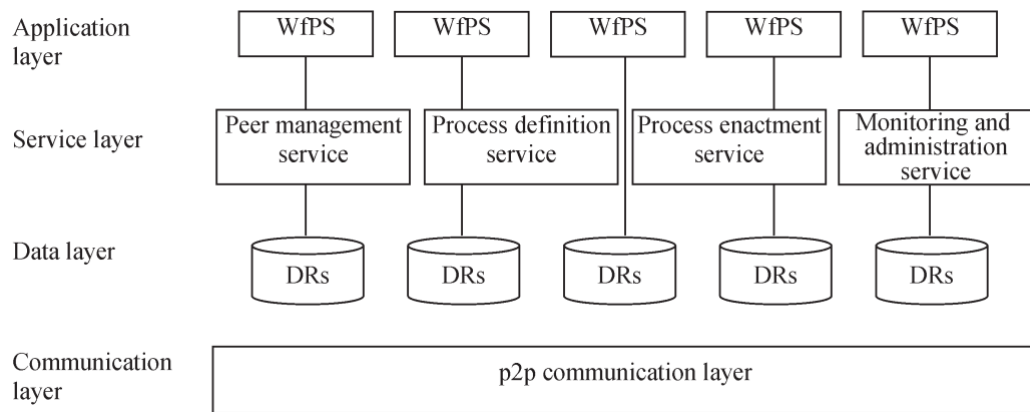 Application
layer
WfPS WfPS WfPS WfPS WfPS
Service layer
Peer management
service
Process definition
service
Process enactment
service
Monitoring and
administration
service
Data layer
DRs DRs DRs DRs DRs
Communication
layer
p2p communication layer